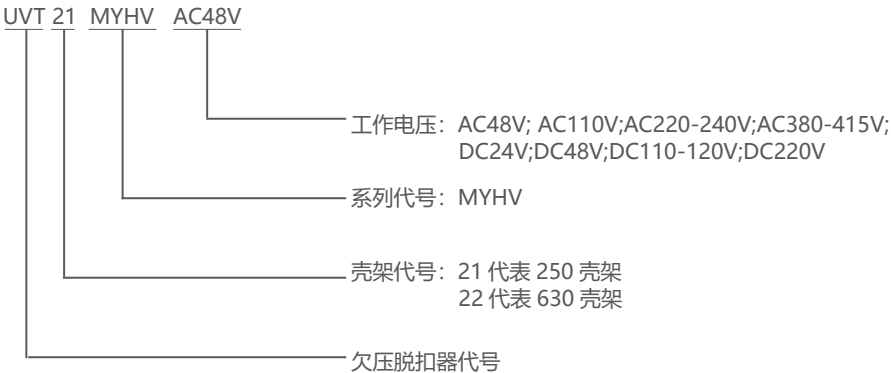 UVT 21 MYHV AC48V
工作电压：AC48V; AC110V;AC220-240V;AC380-415V;
DC24V;DC48V;DC110-120V;DC220V
系列代号：MYHV
壳架代号：21 代表 250 壳架
22 代表 630 壳架
欠压脱扣器代号